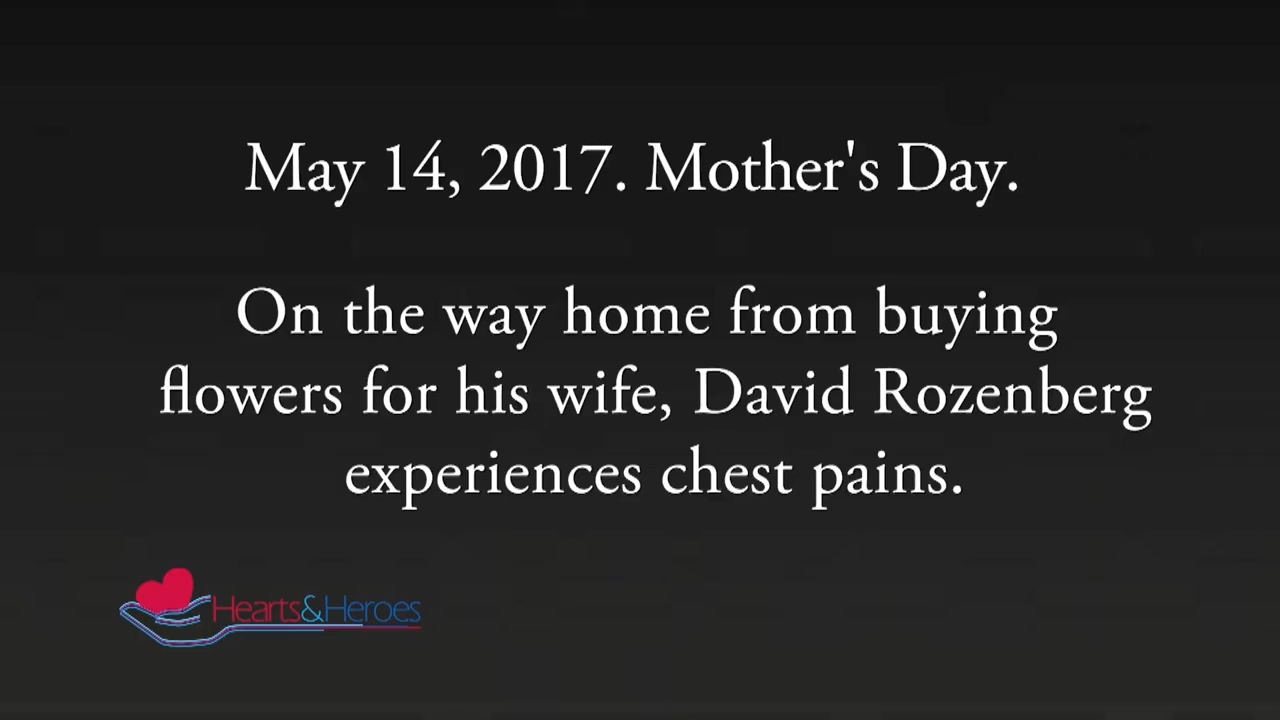 May 14, 2017. Mother's Day.
On the way home from buying
flowers for his wife, David Rozenberg
experiences chest pains.
Hearts&Heroes